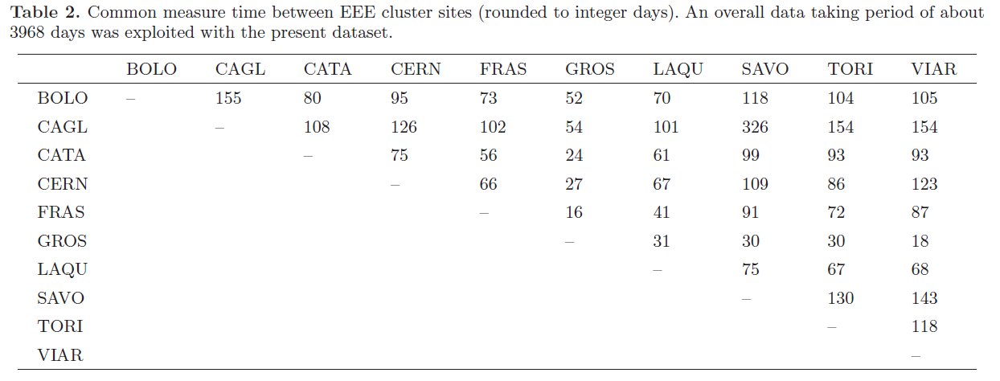 Table 2. Common measure time between EEE cluster sites (rounded to integer days). An overall data taking period of about
3968 days was exploited with the present dataset.
BOLO CAGL CATA CERN FRAS GROS LAQU SAVO TORI VIAR
BOLO – 155 80 95 73 52 70 118 104 105
CAGL – 108 126 102 54 101 326 154 154
CATA – 75 56 24 61 99 93 93
CERN – 66 27 67 109 86 123
FRAS – 16 41 91 72 87
GROS – 31 30 30 18
LAQU – 75 67 68
SAVO – 130 143
TORI – 118
VIAR –